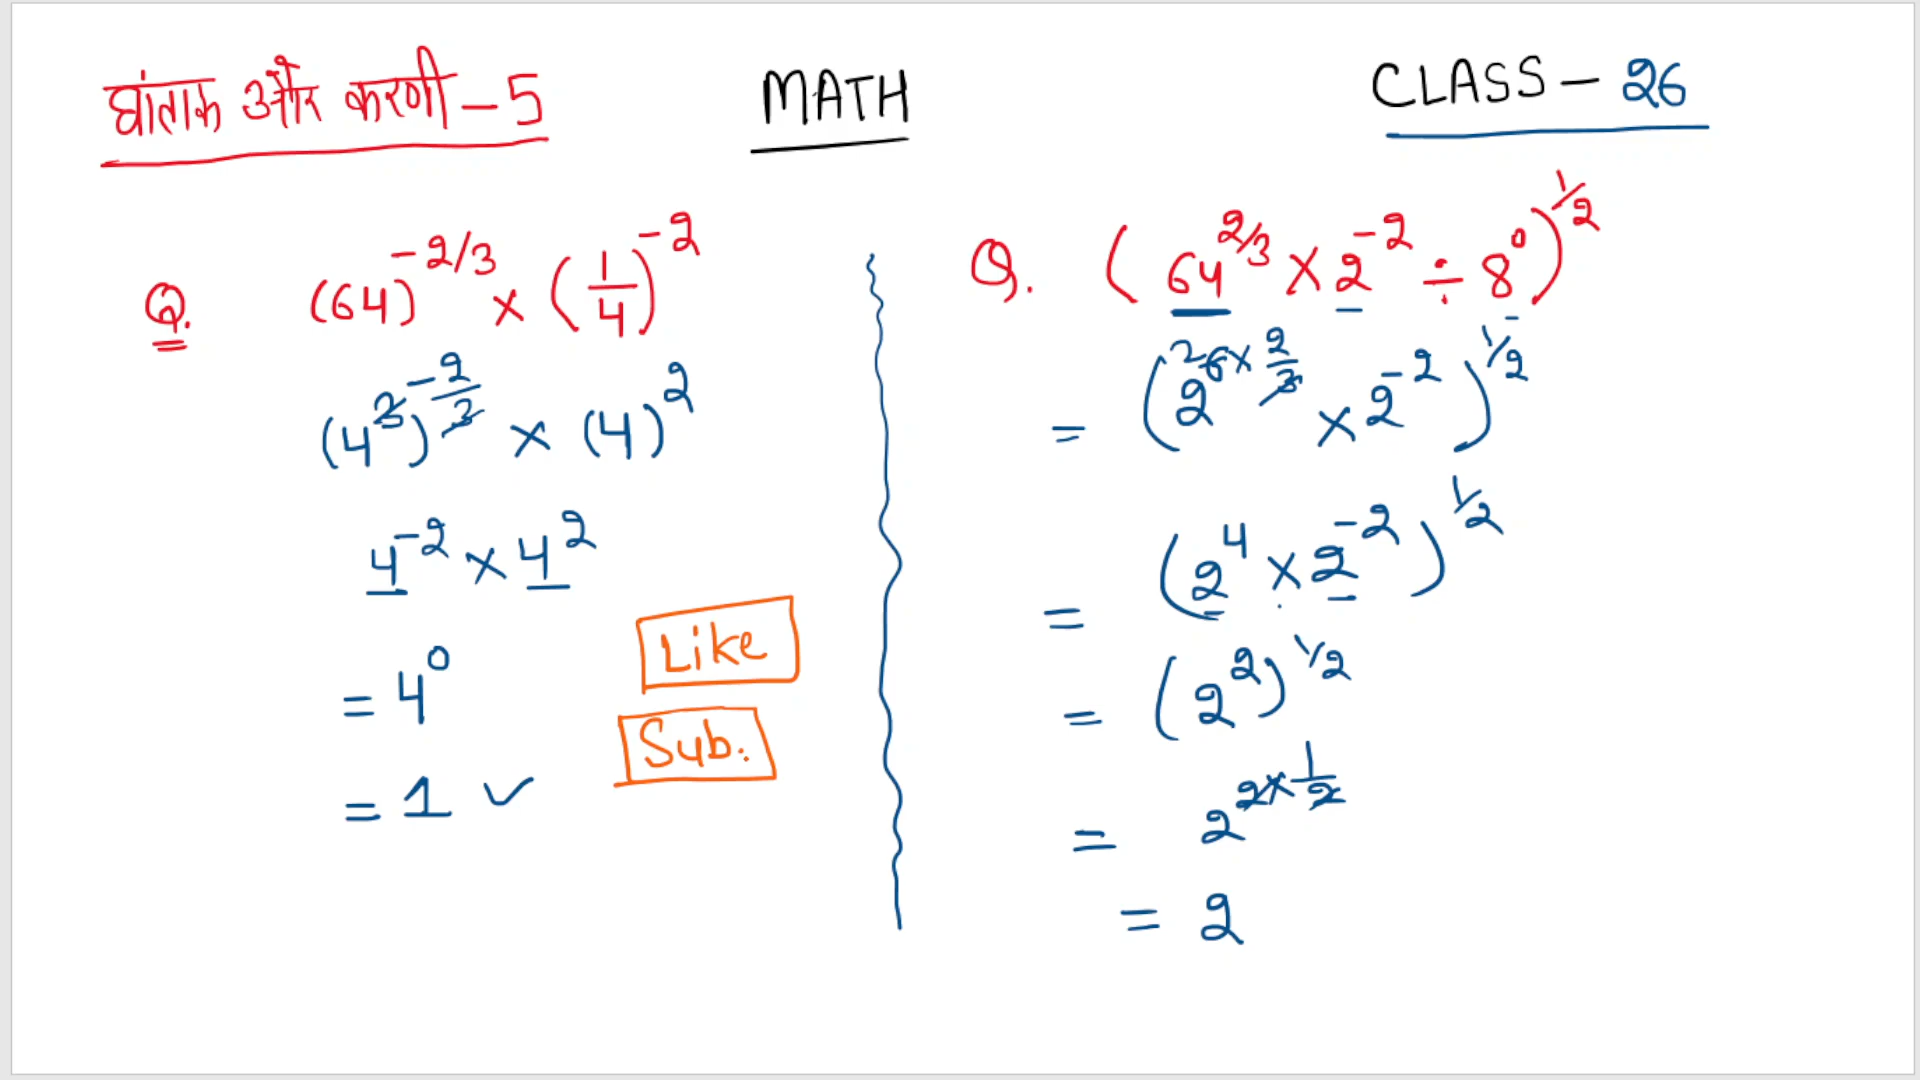 घांताक और करणी - 5
MATH
CLASS - 26
Q. (64)^{-2/3} × (1/4)^{-2}
(4^3)^{-2/3} × (4)^2
4^{-2} × 4^2
= 4^0
= 1 ✓
Like
Sub.
Q. (64^{2/3} × 2^{-2} ÷ 8^0)^{1/2}
= (2^{6 × 2/3} × 2^{-2})^{1/2}
= (2^4 × 2^{-2})^{1/2}
= (2^2)^{1/2}
= 2^{2 × 1/2}
= 2